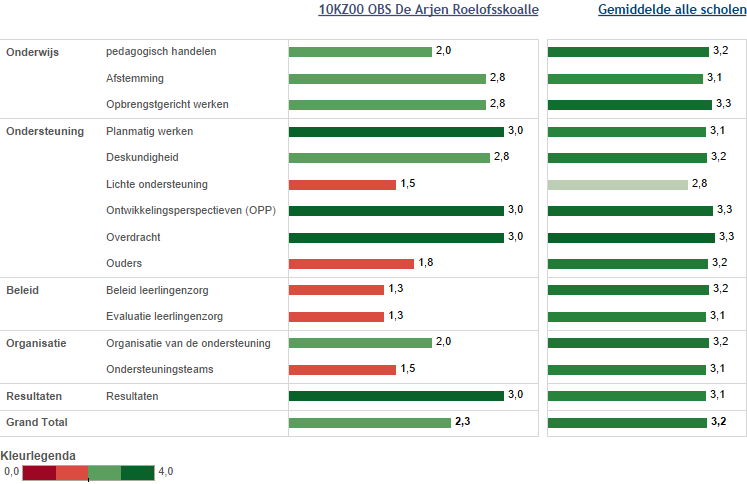 10KZ00 OBS De Arjen Roelofsskoalle Gemiddelde alle scholen
Onderwijs pedagogisch handelen 2,0 3,2
Afstemming 2,8 3,1
Opbrengstgericht werken 2,8 3,3
Ondersteuning Planmatig werken 3,0 3,1
Deskundigheid 2,8 3,2
Lichte ondersteuning 1,5 2,8
Ontwikkelingsperspectieven (OPP) 3,0 3,3
Overdracht 3,0 3,3
Ouders 1,8 3,2
Beleid Beleid leerlingenzorg 1,3 3,2
Evaluatie leerlingenzorg 1,3 3,1
Organisatie Organisatie van de ondersteuning 2,0 3,2
Ondersteuningsteams 1,5 3,1
Resultaten Resultaten 3,0 3,1
Grand Total 2,3 3,2
Kleurlegenda
0,0 4,0